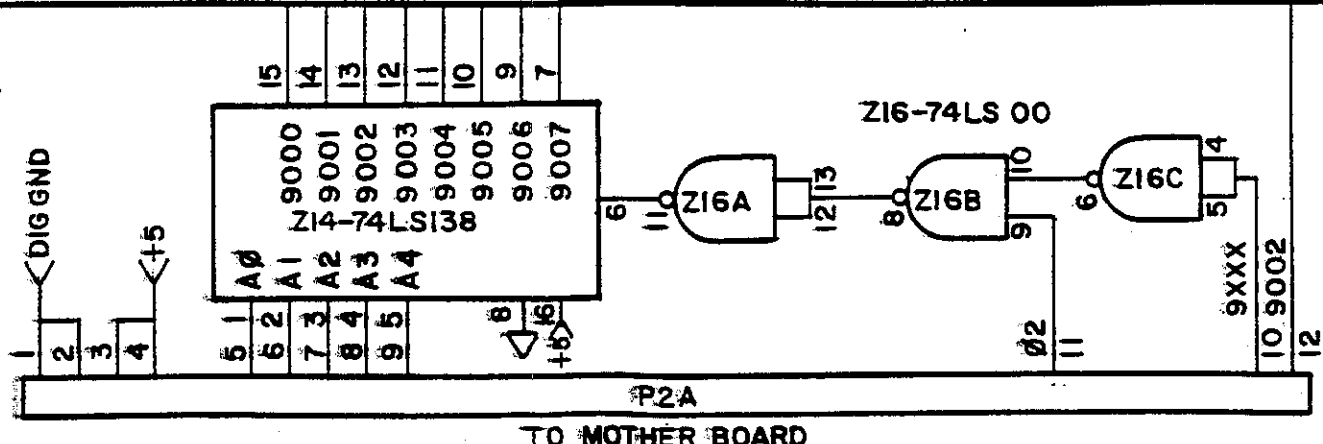 15 14 13 12 11 10 9 7
Z16-74LS 00
9000 9001 9002 9003 9004 9005 9006 9007
Z14-74LS138
6 11 Z16A 13 12 8 Z16B 10 9 6 Z16C 4 5
DIG GND
+5
AØ A1 A2 A3 A4
1 2 3 4 5 8 16
+5
1 2 3 4 5 6 7 8 9
Ø2 11
9XXX 10
9002 12
P2A
TO MOTHER BOARD